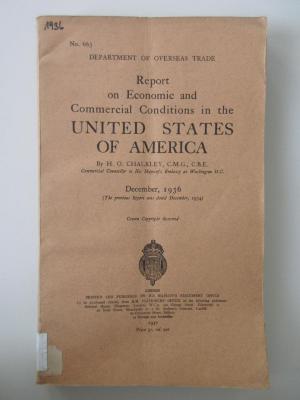 1936
No. 663
DEPARTMENT OF OVERSEAS TRADE
Report
on Economic and
Commercial Conditions in the
UNITED STATES
OF AMERICA
By H. O. CHALKLEY, C.M.G., C.B.E.
Commercial Counsellor to His Majesty's Embassy at Washington D.C.
December, 1936
(The previous Report was dated December, 1934)
Crown Copyright Reserved
LONDON
PRINTED AND PUBLISHED BY HIS MAJESTY'S STATIONERY OFFICE
1937